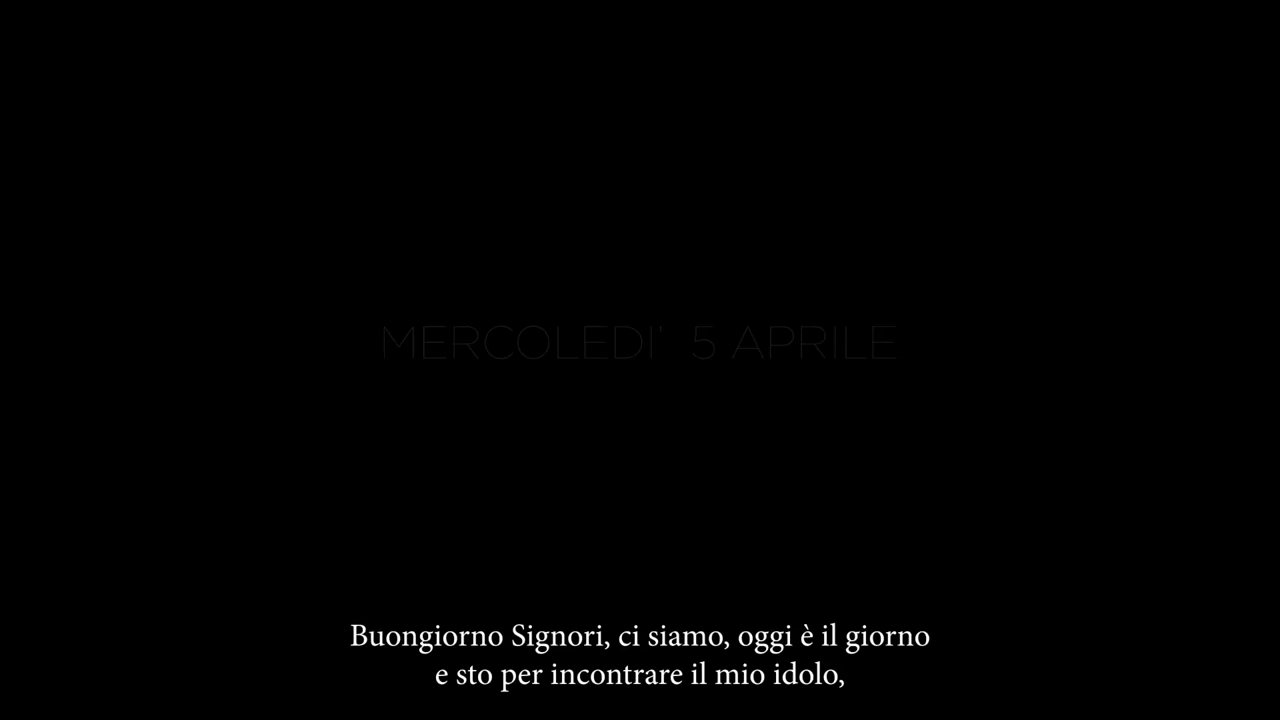 MERCOLEDI' 5 APRILE
Buongiorno Signori, ci siamo, oggi è il giorno
e sto per incontrare il mio idolo,